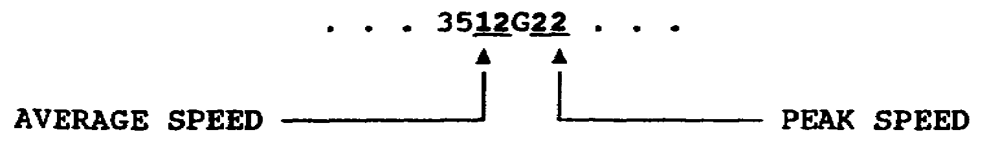 . . . 3512G22 . . .
AVERAGE SPEED PEAK SPEED